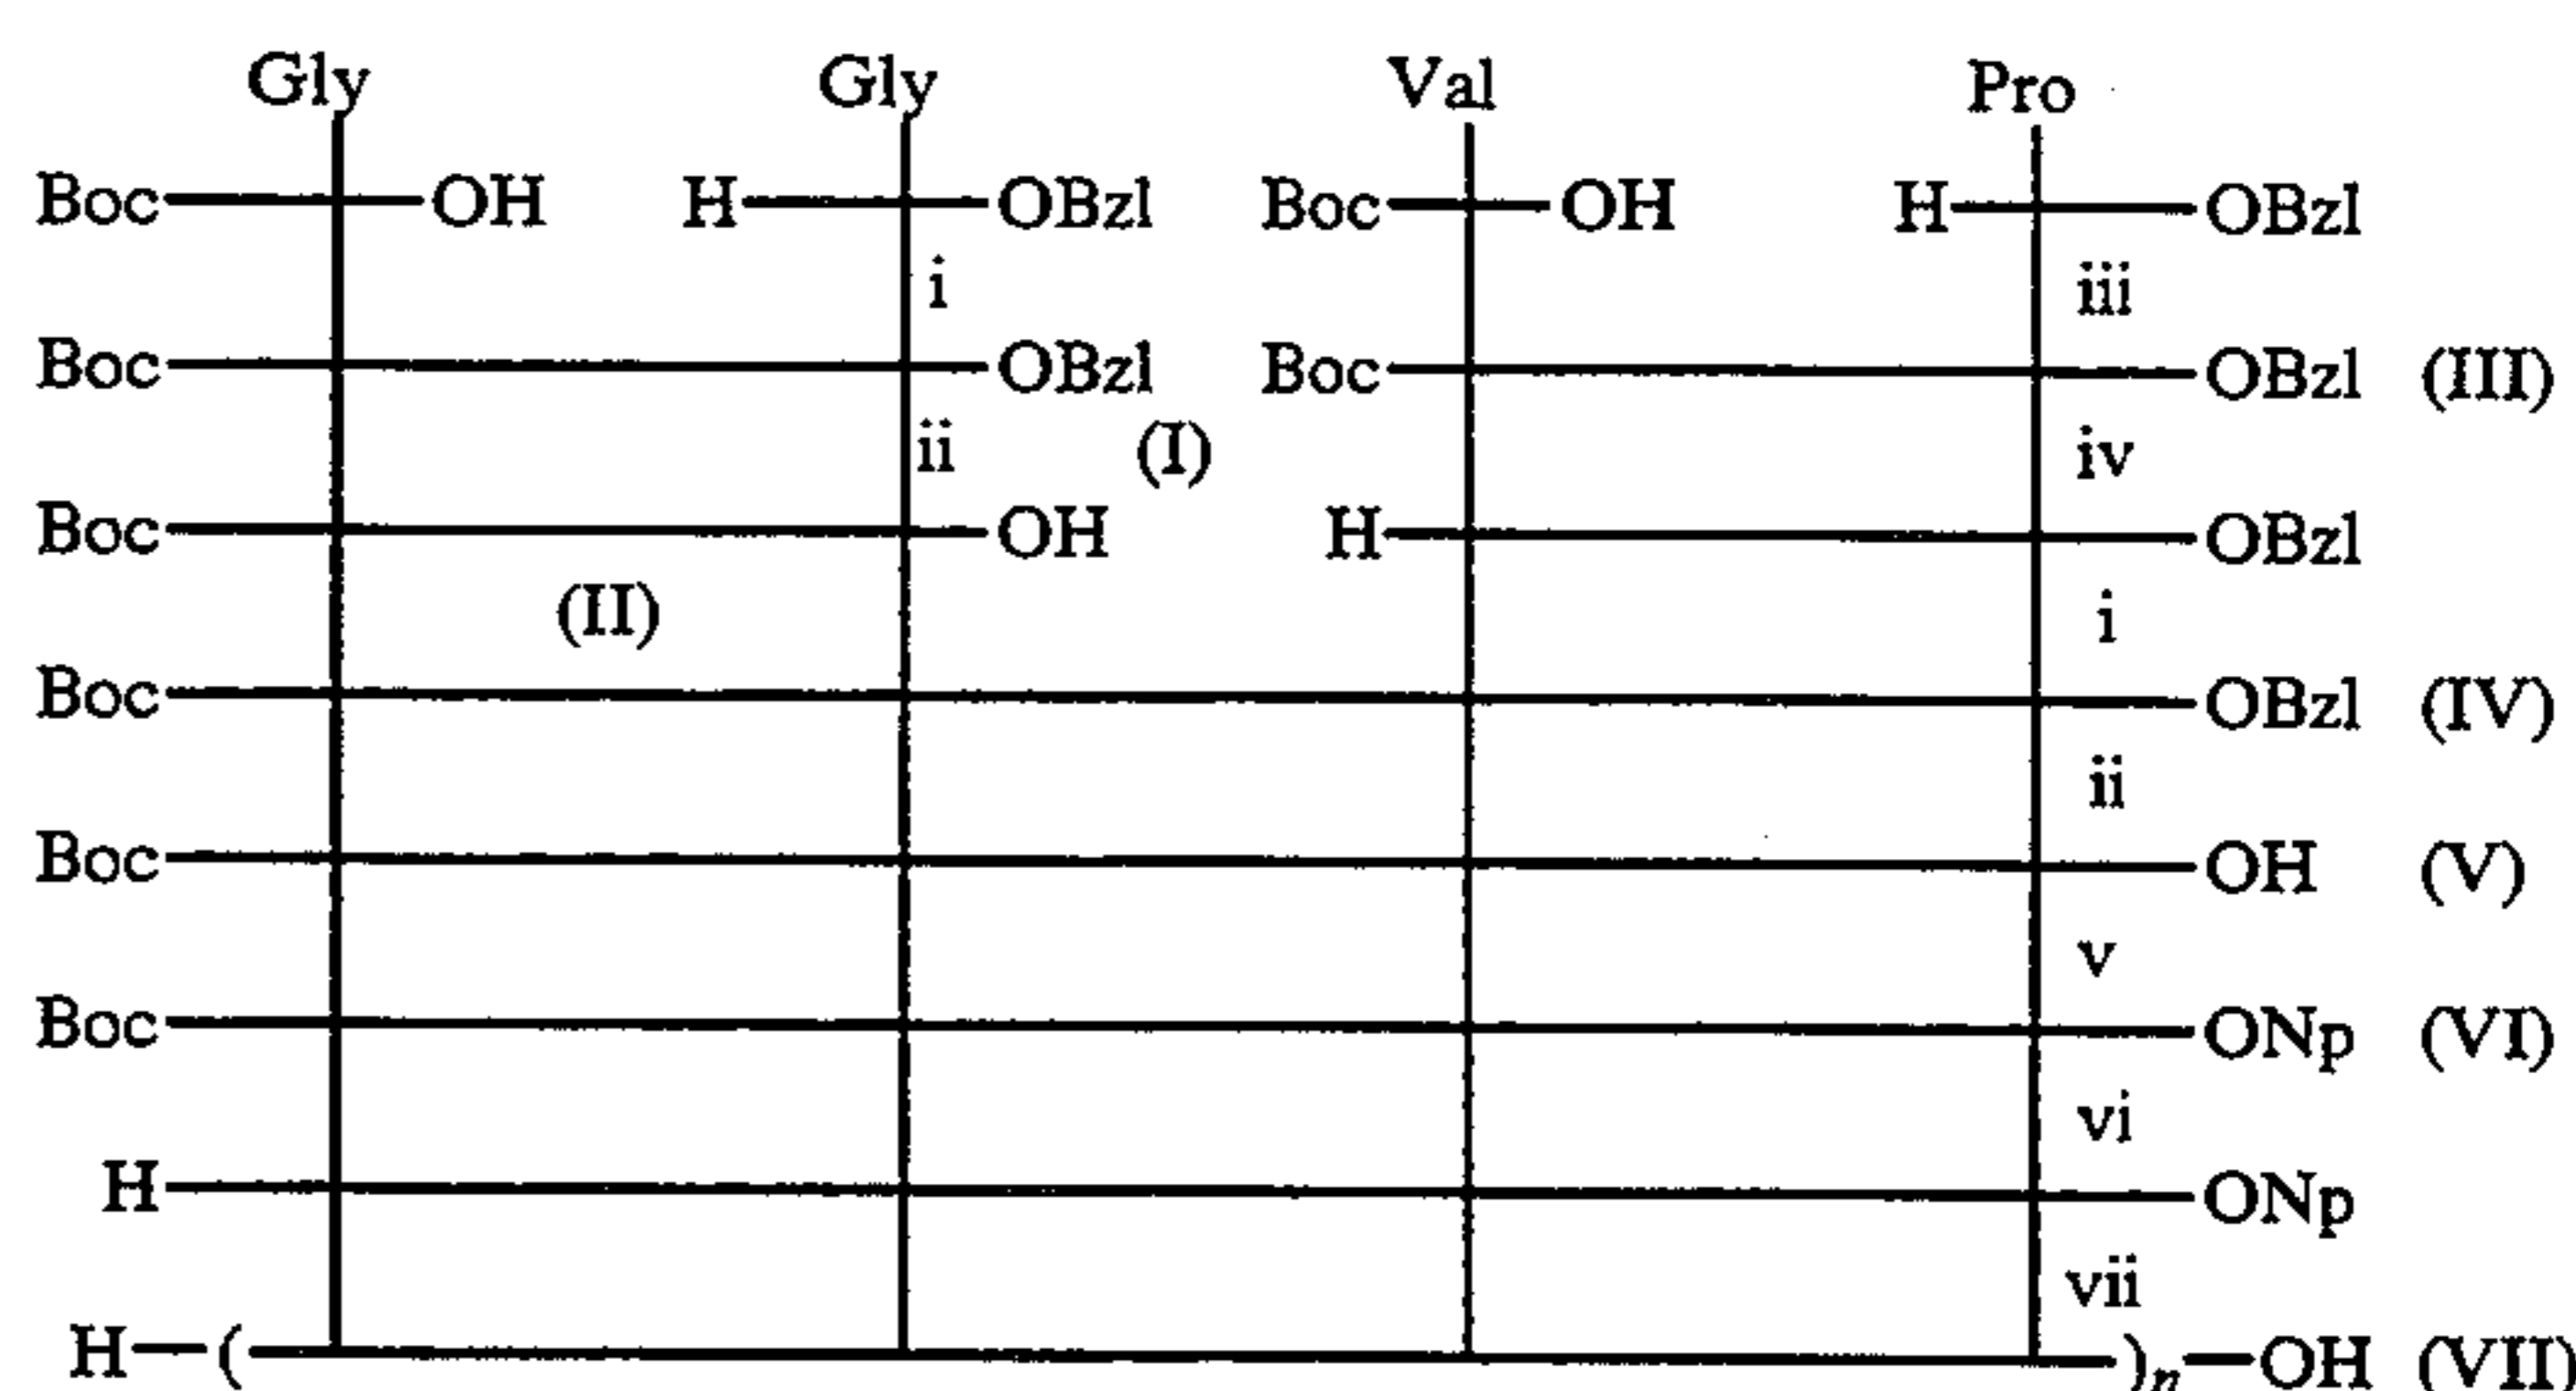 Gly Gly Val Pro
Boc OH H OBzl Boc OH H OBzl
i iii
Boc OBzl Boc OBzl (III)
ii (I) iv
Boc OH H OBzl
(II) i
Boc OBzl (IV)
ii
Boc OH (V)
v
Boc ONp (VI)
vi
H ONp
vii
H ( )n OH (VII)